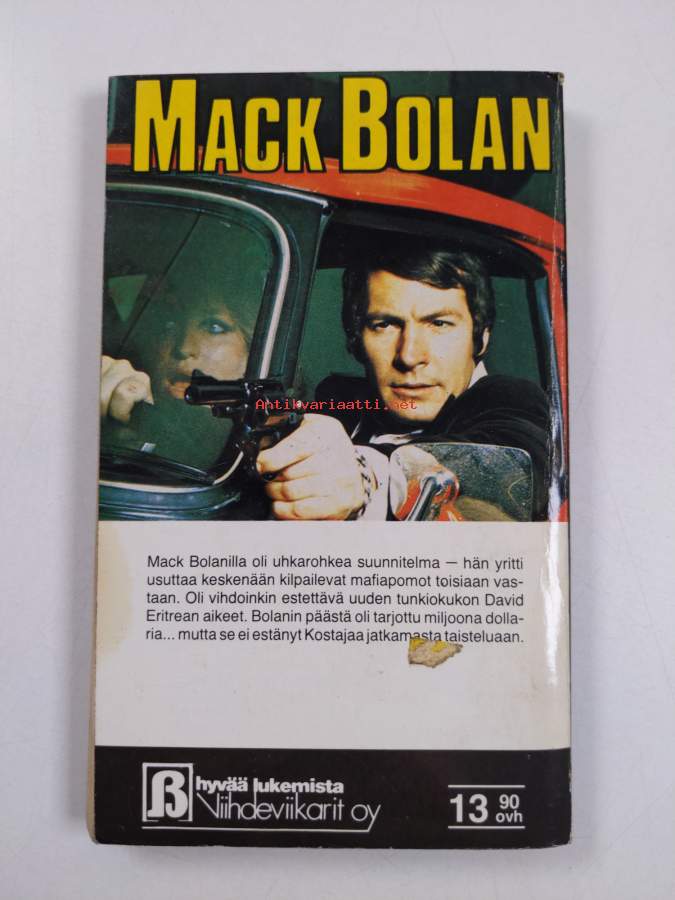 MACK BOLAN
Antikvariaatti.net
Mack Bolanilla oli uhkarohkea suunnitelma — hän yritti
usuttaa keskenään kilpailevat mafiapomot toisiaan vas-
taan. Oli vihdoinkin estettävä uuden tunkiokukon David
Eritrean aikeet. Bolanin päästä oli tarjottu miljoona dolla-
ria... mutta se ei estänyt Kostajaa jatkamasta taisteluaan.
hyvää lukemista
Viihdeviikarit oy
13 90
ovh